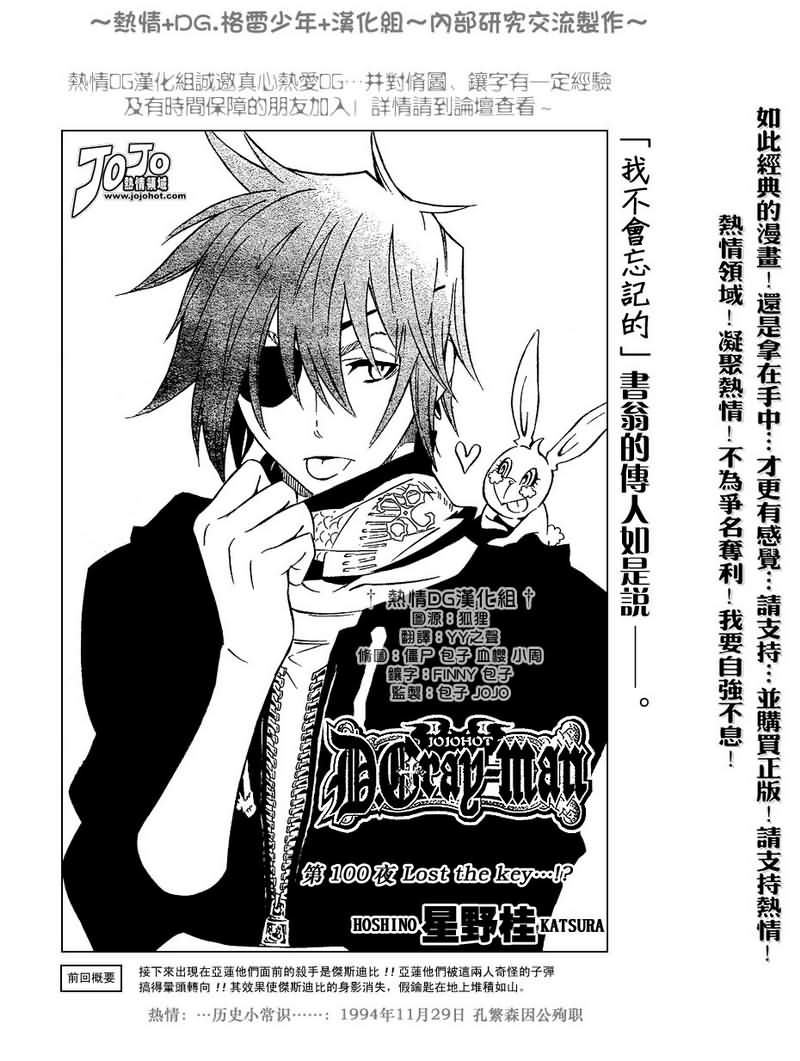 ～熱情+DG.格雷少年+漢化組～內部研究交流製作～
熱情DG漢化組誠邀真心熱愛DG…并對脩圖、鑲字有一定經驗
及有時間保障的朋友加入！詳情請到論壇查看～
如此經典的漫畫！還是拿在手中…才更有感覺…請支持…並購買正版！請支持熱情！
熱情領域！凝聚熱情！不為爭名奪利！我要自強不息！
「我不會忘記的」書翁的傳人如是說——。
JOJO
熱情領域
www.jojohot.com
† 熱情DG漢化組 †
圖源：狐狸
翻譯：YY之聲
脩圖：僵尸 包子 血櫻 小周
鑲字：FINNY 包子
監製：包子 JOJO
JOJOHOT
D.Gray-man
第100夜 Lost the key…!?
HOSHINO 星野桂 KATSURA
前回概要
接下來出現在亞蓮他們面前的殺手是傑斯迪比!! 亞蓮他們被這兩人奇怪的子彈
搞得暈頭轉向!! 其效果使傑斯迪比的身影消失，假鑰匙在地上堆積如山。
熱情：…历史小常识……：1994年11月29日 孔繁森因公殉职